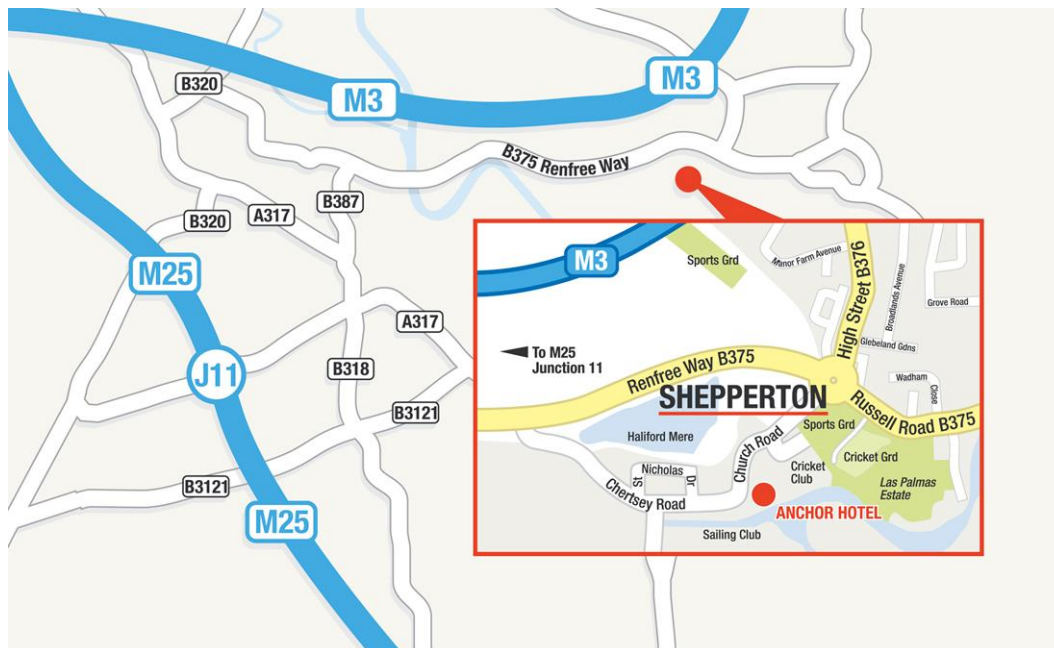 M3
M3
B320
B375 Renfree Way
B387
A317
B320
M25
J11
A317
B318
B3121
B3121
M25
M3
Sports Grd
Minor Farm Avenue
High Street B376
Broadlands Avenue
Grove Road
Glebeland Gdns
To M25
Junction 11
Renfree Way B375
SHEPPERTON
Wadham
Close
Russell Road B375
Haliford Mere
Church Road
Sports Grd
Cricket Grd
Cricket
Club
Las Palmas
Estate
Nicholas
St
Dr
Chertsey Road
ANCHOR HOTEL
Sailing Club